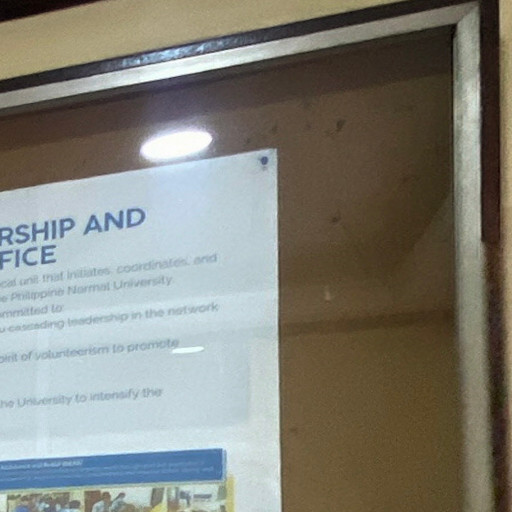 RSHIP AND
FICE
cal unit that initiates, coordinates, and
e Philippine Normal University.
mmitted to:
cascading leadership in the network
pirit of volunteerism to promote
he University to intensify the